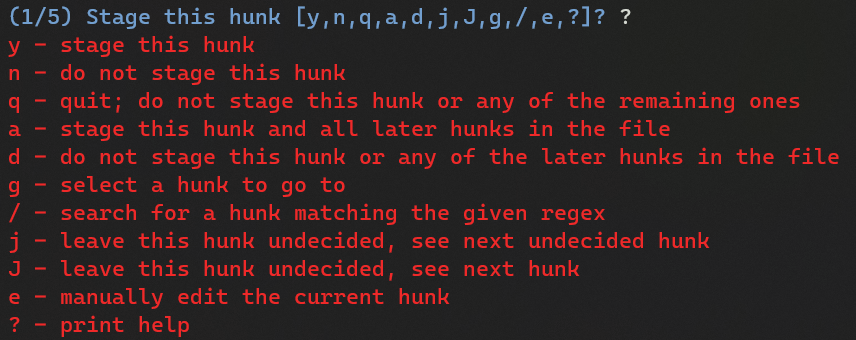 (1/5) Stage this hunk [y,n,q,a,d,j,J,g,/,e,?]? ?
y - stage this hunk
n - do not stage this hunk
q - quit; do not stage this hunk or any of the remaining ones
a - stage this hunk and all later hunks in the file
d - do not stage this hunk or any of the later hunks in the file
g - select a hunk to go to
/ - search for a hunk matching the given regex
j - leave this hunk undecided, see next undecided hunk
J - leave this hunk undecided, see next hunk
e - manually edit the current hunk
? - print help